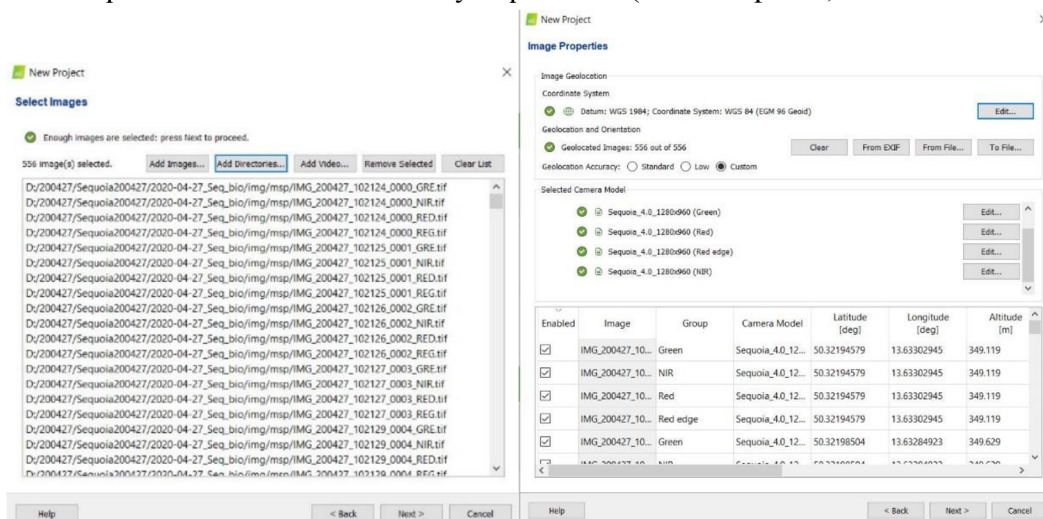 New Project
Select Images
Enough images are selected: press Next to proceed.
556 image(s) selected. Add Images... Add Directories... Add Video... Remove Selected Clear List
D:/200427/Sequoia200427/2020-04-27_Seq_bio/img/msp/IMG_200427_102124_0000_GRE.tif
D:/200427/Sequoia200427/2020-04-27_Seq_bio/img/msp/IMG_200427_102124_0000_NIR.tif
D:/200427/Sequoia200427/2020-04-27_Seq_bio/img/msp/IMG_200427_102124_0000_RED.tif
D:/200427/Sequoia200427/2020-04-27_Seq_bio/img/msp/IMG_200427_102124_0000_REG.tif
D:/200427/Sequoia200427/2020-04-27_Seq_bio/img/msp/IMG_200427_102125_0001_GRE.tif
D:/200427/Sequoia200427/2020-04-27_Seq_bio/img/msp/IMG_200427_102125_0001_NIR.tif
D:/200427/Sequoia200427/2020-04-27_Seq_bio/img/msp/IMG_200427_102125_0001_RED.tif
D:/200427/Sequoia200427/2020-04-27_Seq_bio/img/msp/IMG_200427_102125_0001_REG.tif
D:/200427/Sequoia200427/2020-04-27_Seq_bio/img/msp/IMG_200427_102126_0002_GRE.tif
D:/200427/Sequoia200427/2020-04-27_Seq_bio/img/msp/IMG_200427_102126_0002_NIR.tif
D:/200427/Sequoia200427/2020-04-27_Seq_bio/img/msp/IMG_200427_102126_0002_RED.tif
D:/200427/Sequoia200427/2020-04-27_Seq_bio/img/msp/IMG_200427_102126_0002_REG.tif
D:/200427/Sequoia200427/2020-04-27_Seq_bio/img/msp/IMG_200427_102127_0003_GRE.tif
D:/200427/Sequoia200427/2020-04-27_Seq_bio/img/msp/IMG_200427_102127_0003_NIR.tif
D:/200427/Sequoia200427/2020-04-27_Seq_bio/img/msp/IMG_200427_102127_0003_RED.tif
D:/200427/Sequoia200427/2020-04-27_Seq_bio/img/msp/IMG_200427_102127_0003_REG.tif
D:/200427/Sequoia200427/2020-04-27_Seq_bio/img/msp/IMG_200427_102129_0004_GRE.tif
D:/200427/Sequoia200427/2020-04-27_Seq_bio/img/msp/IMG_200427_102129_0004_NIR.tif
D:/200427/Sequoia200427/2020-04-27_Seq_bio/img/msp/IMG_200427_102129_0004_RED.tif
D:/200427/Sequoia200427/2020-04-27_Seq_bio/img/msp/IMG_200427_102129_0004_REG.tif
Help < Back Next > Cancel
New Project
Image Properties
Image Geolocation
Coordinate System
Datum: WGS 1984; Coordinate System: WGS 84 (EGM 96 Geoid) Edit...
Geolocation and Orientation
Geolocated Images: 556 out of 556 Clear From EXIF From File... To File...
Geolocation Accuracy: Standard Low Custom
Selected Camera Model
Sequoia_4.0_1280x960 (Green) Edit...
Sequoia_4.0_1280x960 (Red) Edit...
Sequoia_4.0_1280x960 (Red edge) Edit...
Sequoia_4.0_1280x960 (NIR) Edit...
Enabled Image Group Camera Model Latitude [deg] Longitude [deg] Altitude [m]
IMG_200427_10... Green Sequoia_4.0_12... 50.32194579 13.63302945 349.119
IMG_200427_10... NIR Sequoia_4.0_12... 50.32194579 13.63302945 349.119
IMG_200427_10... Red Sequoia_4.0_12... 50.32194579 13.63302945 349.119
IMG_200427_10... Red edge Sequoia_4.0_12... 50.32194579 13.63302945 349.119
IMG_200427_10... Green Sequoia_4.0_12... 50.32198504 13.63284923 349.629
Help < Back Next > Cancel